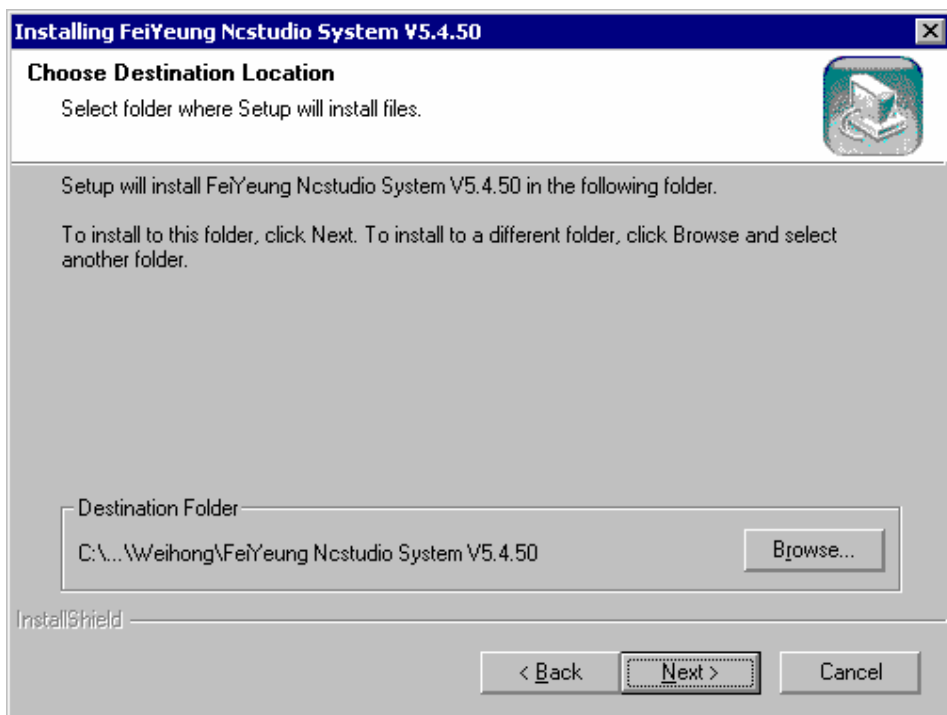 Installing FeiYeung Ncstudio System V5.4.50
Choose Destination Location
Select folder where Setup will install files.
Setup will install FeiYeung Ncstudio System V5.4.50 in the following folder.
To install to this folder, click Next. To install to a different folder, click Browse and select
another folder.
Destination Folder
C:\...\Weihong\FeiYeung Ncstudio System V5.4.50
Browse...
InstallShield
< Back
Next >
Cancel